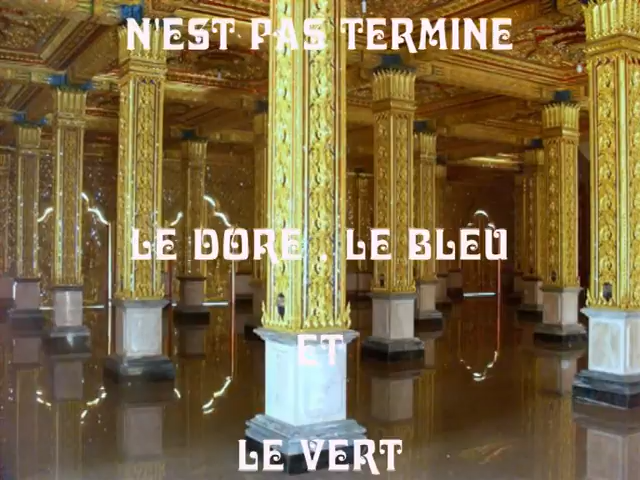 N'EST PAS TERMINE
LE DORE , LE BLEU
ET
LE VERT